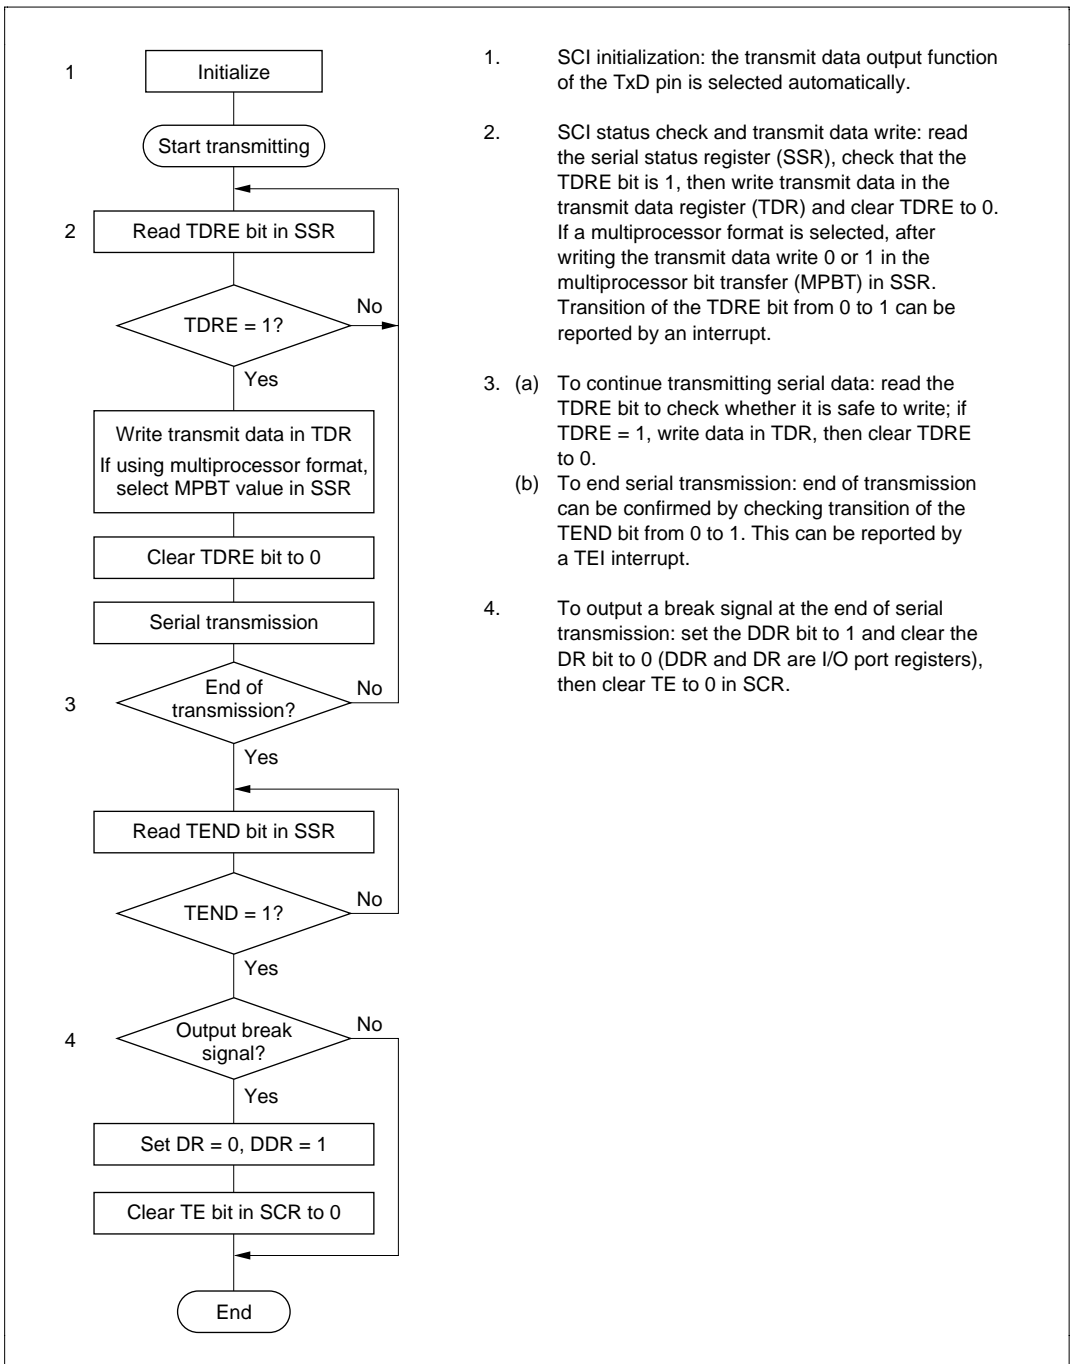 1
Initialize
Start transmitting
2
Read TDRE bit in SSR
TDRE = 1?
No
Yes
Write transmit data in TDR
If using multiprocessor format,
select MPBT value in SSR
Clear TDRE bit to 0
Serial transmission
3
End of
transmission?
No
Yes
Read TEND bit in SSR
TEND = 1?
No
Yes
4
Output break
signal?
No
Yes
Set DR = 0, DDR = 1
Clear TE bit in SCR to 0
End
1. SCI initialization: the transmit data output function
of the TxD pin is selected automatically.
2. SCI status check and transmit data write: read
the serial status register (SSR), check that the
TDRE bit is 1, then write transmit data in the
transmit data register (TDR) and clear TDRE to 0.
If a multiprocessor format is selected, after
writing the transmit data write 0 or 1 in the
multiprocessor bit transfer (MPBT) in SSR.
Transition of the TDRE bit from 0 to 1 can be
reported by an interrupt.
3. (a) To continue transmitting serial data: read the
TDRE bit to check whether it is safe to write; if
TDRE = 1, write data in TDR, then clear TDRE
to 0.
(b) To end serial transmission: end of transmission
can be confirmed by checking transition of the
TEND bit from 0 to 1. This can be reported by
a TEI interrupt.
4. To output a break signal at the end of serial
transmission: set the DDR bit to 1 and clear the
DR bit to 0 (DDR and DR are I/O port registers),
then clear TE to 0 in SCR.